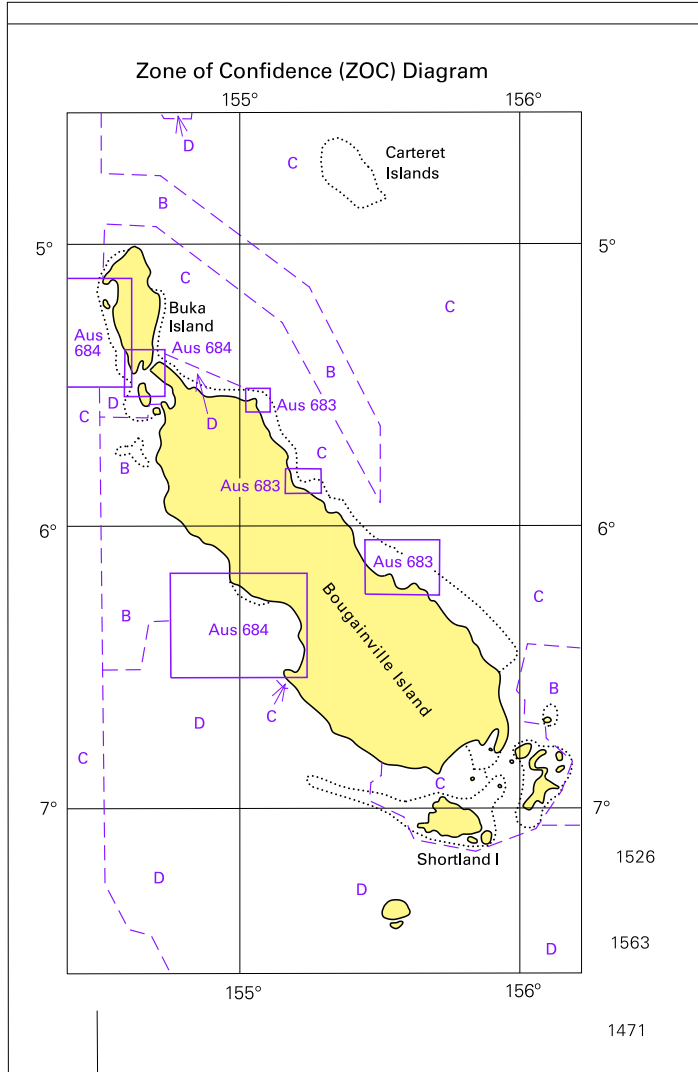 Zone of Confidence (ZOC) Diagram
155° 156°
D
C
Carteret
Islands
B
5° 5°
C
C
Buka
Island
Aus
684
Aus 684
B
D
Aus 683
C
D
C
B
Aus 683
6° 6°
Aus 683
C
B
Aus 684
Bougainville Island
B
C
D
C
C
7° 7°
Shortland I
1526
D
D
1563
D
155° 156°
1471